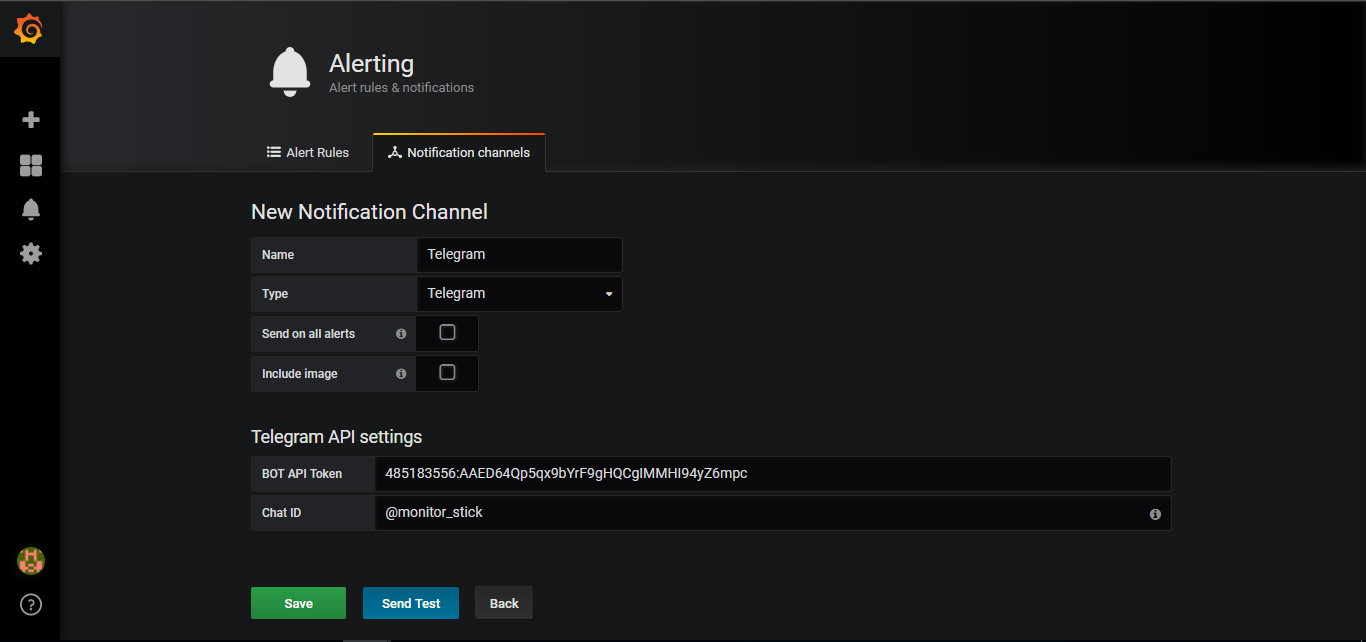 Alerting
Alert rules & notifications
Alert Rules
Notification channels
New Notification Channel
Name Telegram
Type Telegram
Send on all alerts
Include image
Telegram API settings
BOT API Token 485183556:AAED64Qp5qx9bYrF9gHQCgIMMHI94yZ6mpc
Chat ID @monitor_stick
Save Send Test Back